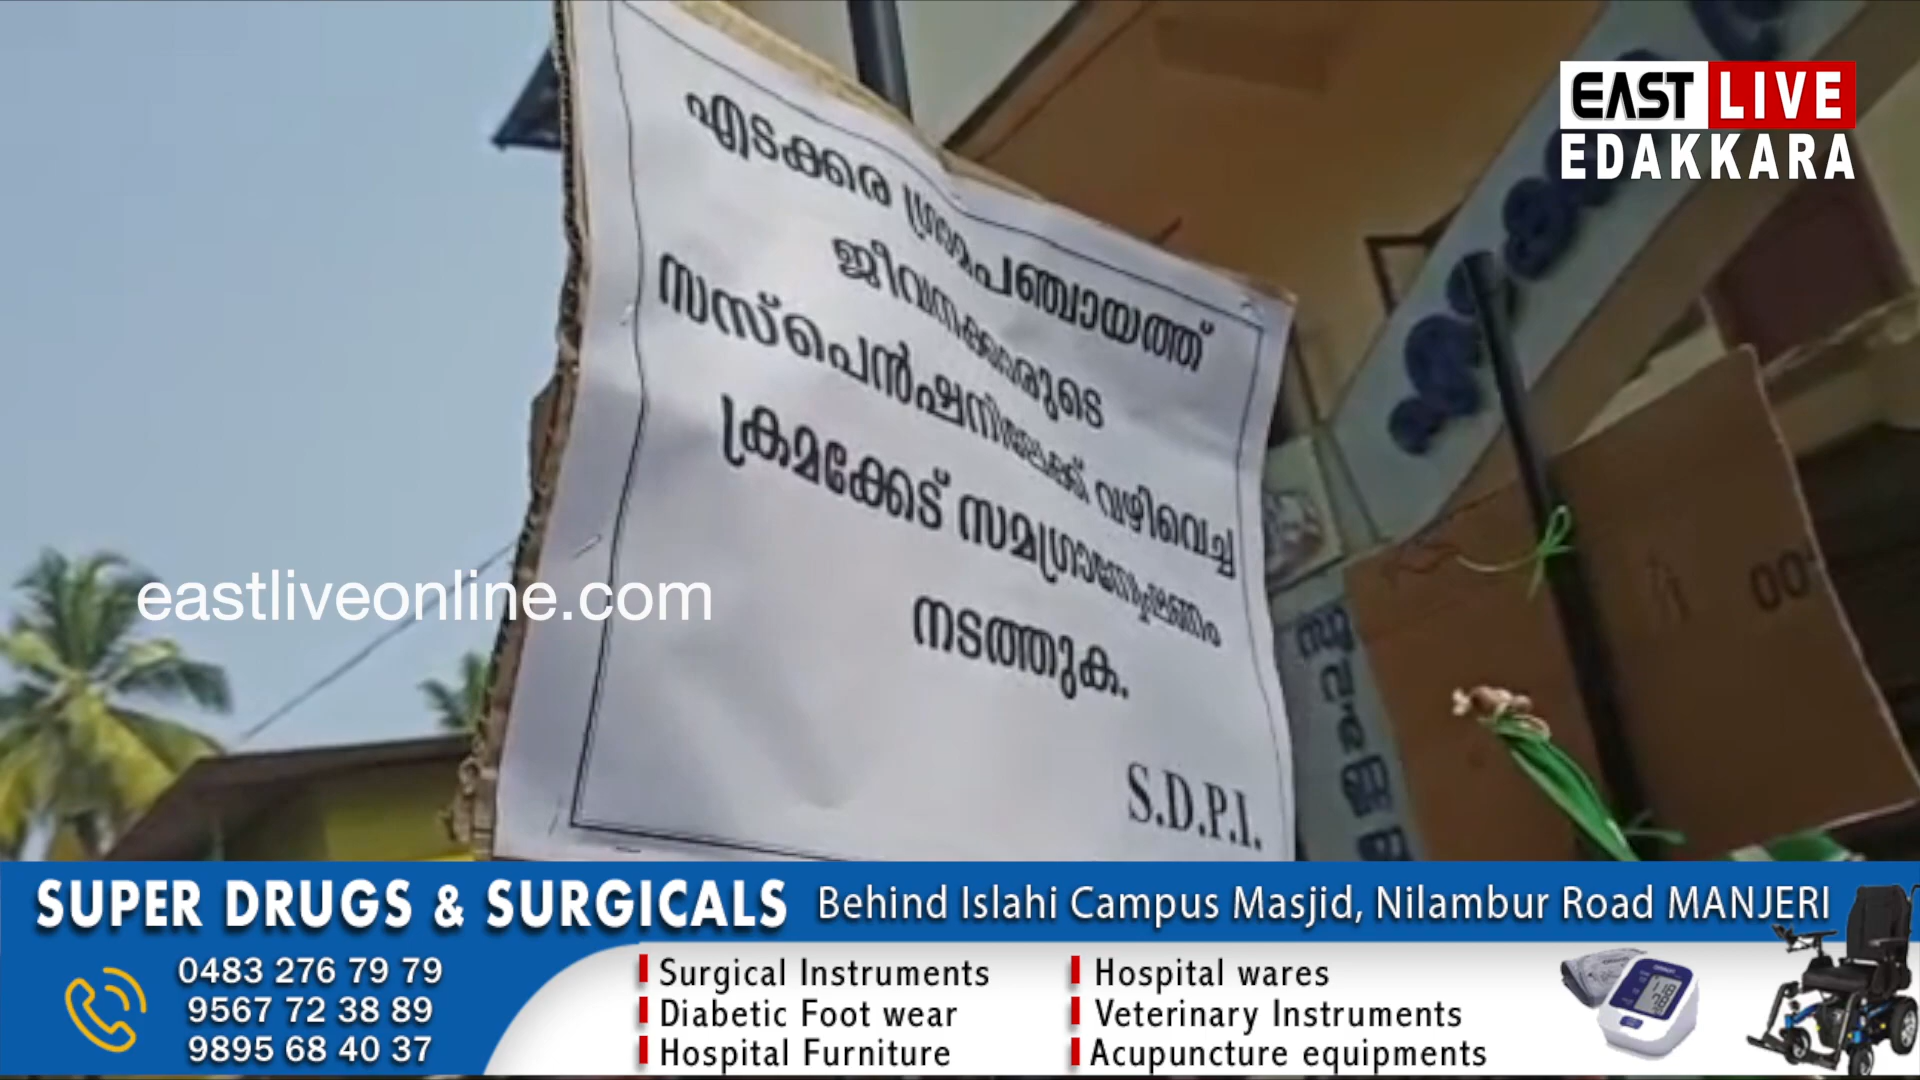 EAST LIVE
EDAKKARA
എടക്കര ഗ്രാമപഞ്ചായത്ത്
ജീവനക്കാരുടെ
സസ്പെൻഷനിലേക്ക് വഴിവെച്ച
ക്രമക്കേട് സമഗ്രാന്വേഷണം
നടത്തുക.
S.D.P.I.
eastliveonline.com
SUPER DRUGS & SURGICALS Behind Islahi Campus Masjid, Nilambur Road MANJERI
0483 276 79 79
9567 72 38 89
9895 68 40 37
Surgical Instruments
Diabetic Foot wear
Hospital Furniture
Hospital wares
Veterinary Instruments
Acupuncture equipments